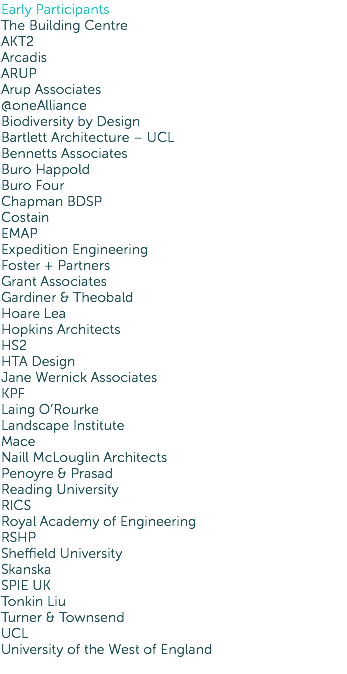 Early Participants
The Building Centre
AKT2
Arcadis
ARUP
Arup Associates
@oneAlliance
Biodiversity by Design
Bartlett Architecture – UCL
Bennetts Associates
Buro Happold
Buro Four
Chapman BDSP
Costain
EMAP
Expedition Engineering
Foster + Partners
Grant Associates
Gardiner & Theobald
Hoare Lea
Hopkins Architects
HS2
HTA Design
Jane Wernick Associates
KPF
Laing O’Rourke
Landscape Institute
Mace
Naill McLouglin Architects
Penoyre & Prasad
Reading University
RICS
Royal Academy of Engineering
RSHP
Sheffield University
Skanska
SPIE UK
Tonkin Liu
Turner & Townsend
UCL
University of the West of England